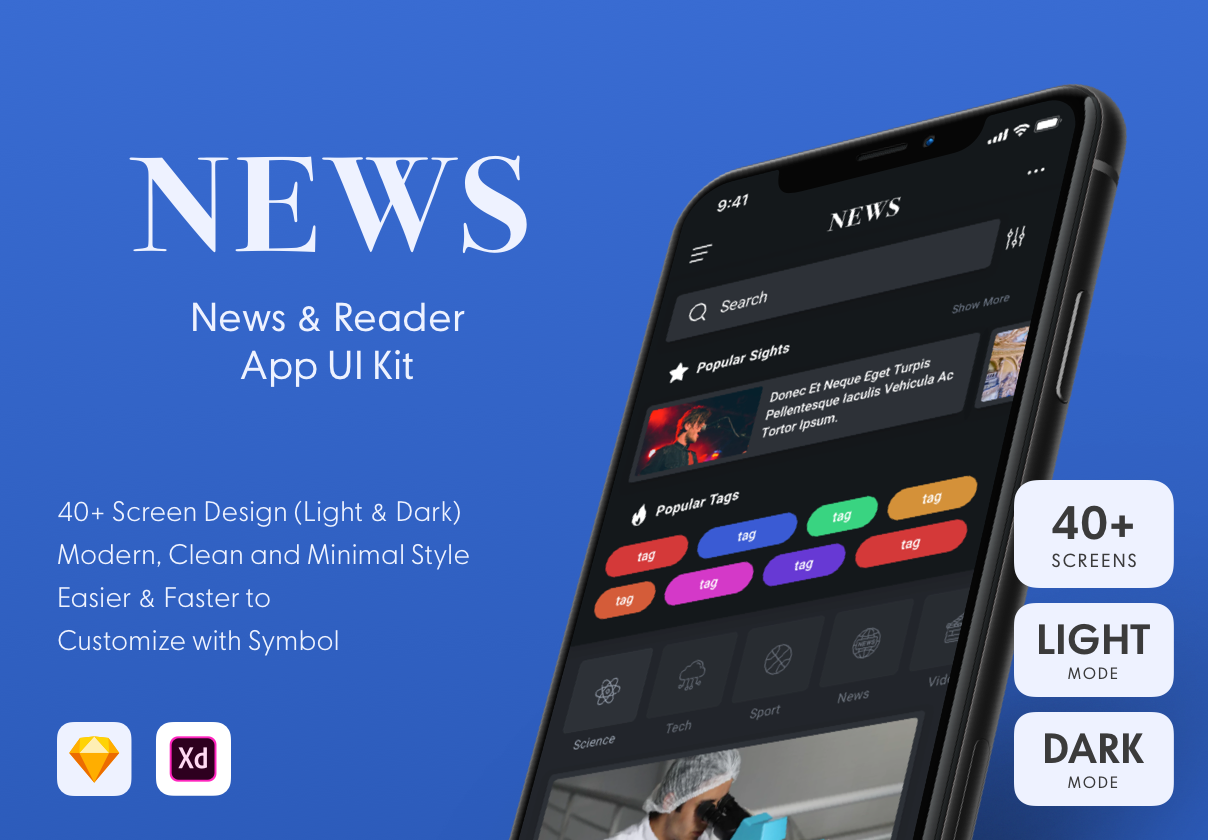 NEWS
News & Reader
App UI Kit
40+ Screen Design (Light & Dark)
Modern, Clean and Minimal Style
Easier & Faster to
Customize with Symbol
Xd
9:41
NEWS
Search
Show More
Popular Sights
Donec Et Neque Eget Turpis
Pellentesque Iaculis Vehicula Ac
Tortor Ipsum.
Popular Tags
tag tag tag tag
tag tag tag tag
Science Tech Sport News
40+
SCREENS
LIGHT
MODE
DARK
MODE